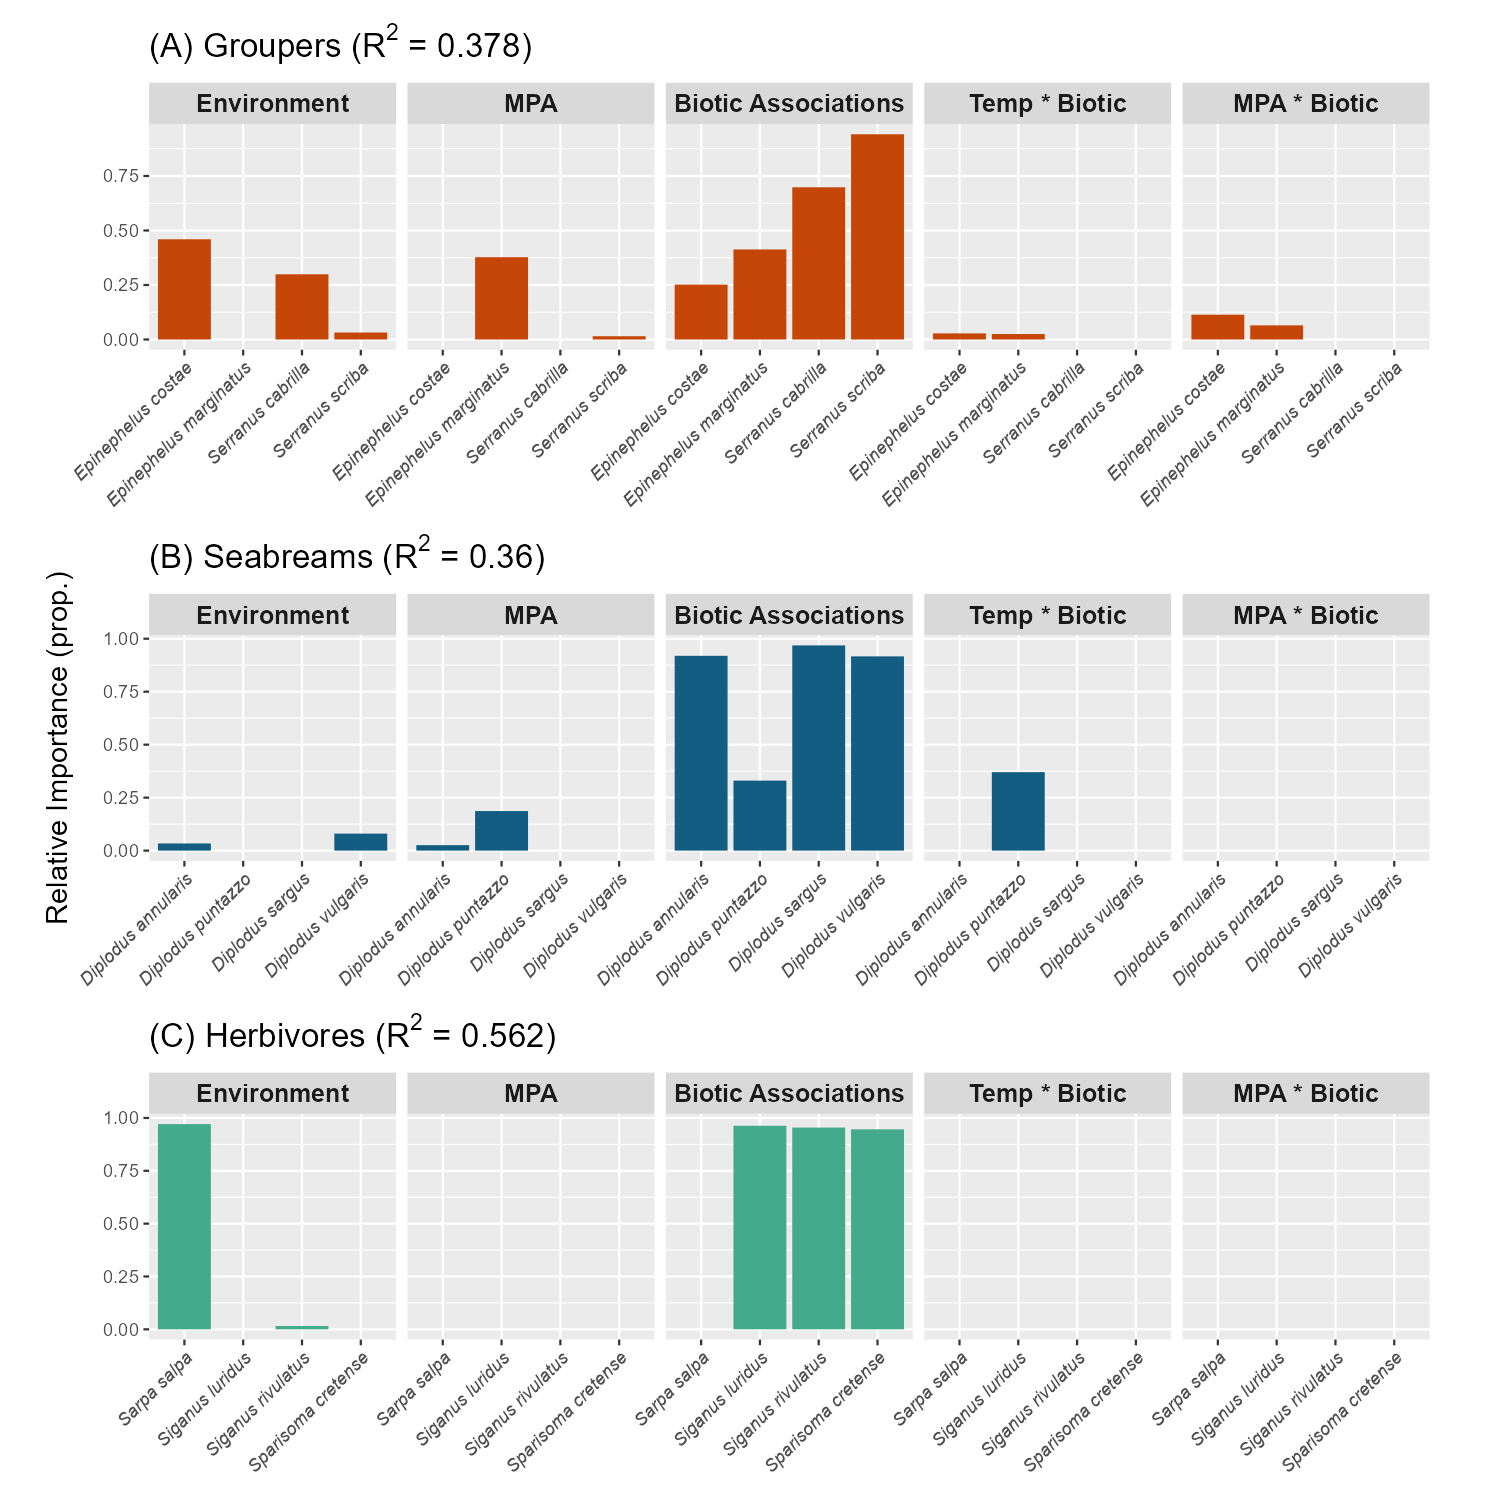 (A) Groupers (R² = 0.378)
Environment MPA Biotic Associations Temp * Biotic MPA * Biotic
0.75
0.50
0.25
0.00
Epinephelus costae Epinephelus marginatus Serranus cabrilla Serranus scriba Epinephelus costae Epinephelus marginatus Serranus cabrilla Serranus scriba Epinephelus costae Epinephelus marginatus Serranus cabrilla Serranus scriba Epinephelus costae Epinephelus marginatus Serranus cabrilla Serranus scriba Epinephelus costae Epinephelus marginatus Serranus cabrilla Serranus scriba
Relative Importance (prop.)
(B) Seabreams (R² = 0.36)
Environment MPA Biotic Associations Temp * Biotic MPA * Biotic
1.00
0.75
0.50
0.25
0.00
Diplodus annularis Diplodus puntazzo Diplodus sargus Diplodus vulgaris Diplodus annularis Diplodus puntazzo Diplodus sargus Diplodus vulgaris Diplodus annularis Diplodus puntazzo Diplodus sargus Diplodus vulgaris Diplodus annularis Diplodus puntazzo Diplodus sargus Diplodus vulgaris Diplodus annularis Diplodus puntazzo Diplodus sargus Diplodus vulgaris
(C) Herbivores (R² = 0.562)
Environment MPA Biotic Associations Temp * Biotic MPA * Biotic
1.00
0.75
0.50
0.25
0.00
Sarpa salpa Siganus luridus Siganus rivulatus Sparisoma cretense Sarpa salpa Siganus luridus Siganus rivulatus Sparisoma cretense Sarpa salpa Siganus luridus Siganus rivulatus Sparisoma cretense Sarpa salpa Siganus luridus Siganus rivulatus Sparisoma cretense Sarpa salpa Siganus luridus Siganus rivulatus Sparisoma cretense